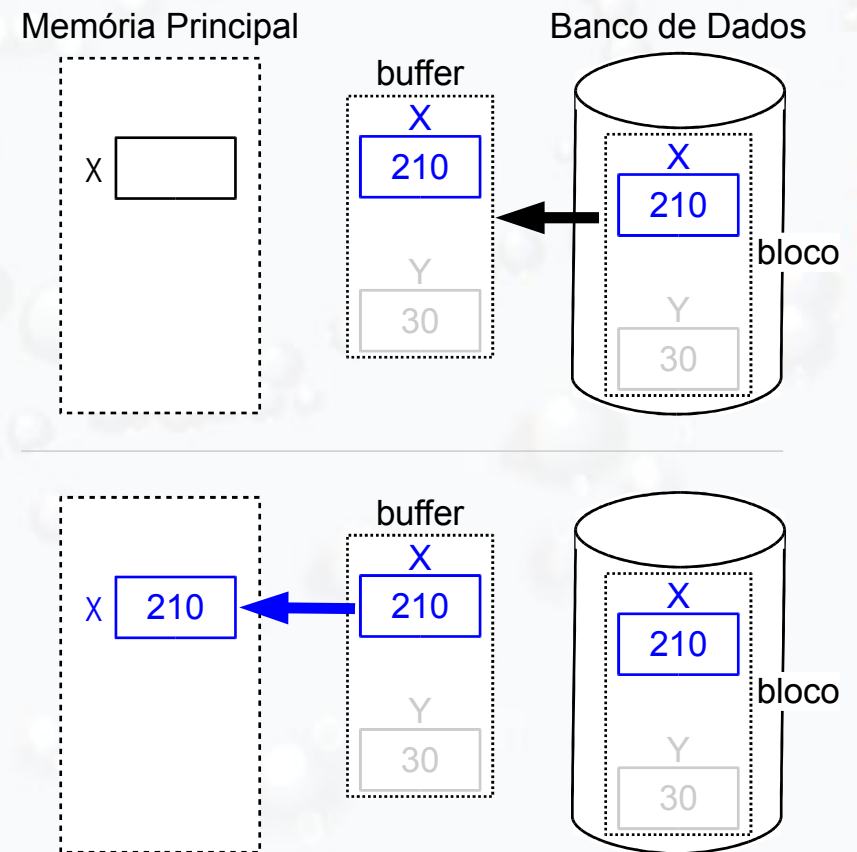 Memória Principal
Banco de Dados
buffer
X
X
X
210
210
bloco
Y
Y
30
30
buffer
X
X
X
210
210
210
bloco
Y
Y
30
30